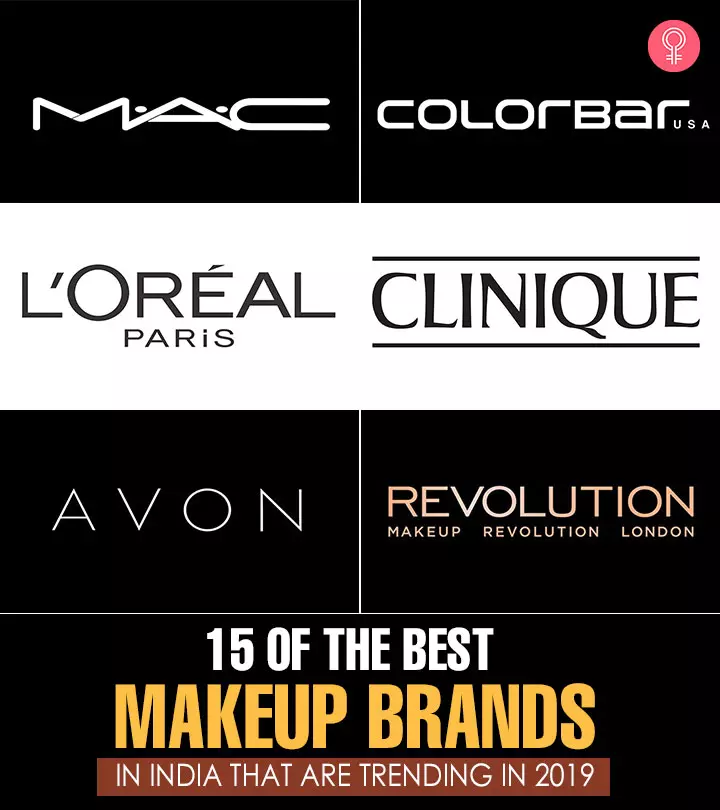 M·A·C
COLORBAR USA
L'ORÉAL
PARiS
CLINIQUE
AVON
REVOLUTION
MAKEUP REVOLUTION LONDON
15 OF THE BEST
MAKEUP BRANDS
IN INDIA THAT ARE TRENDING IN 2019